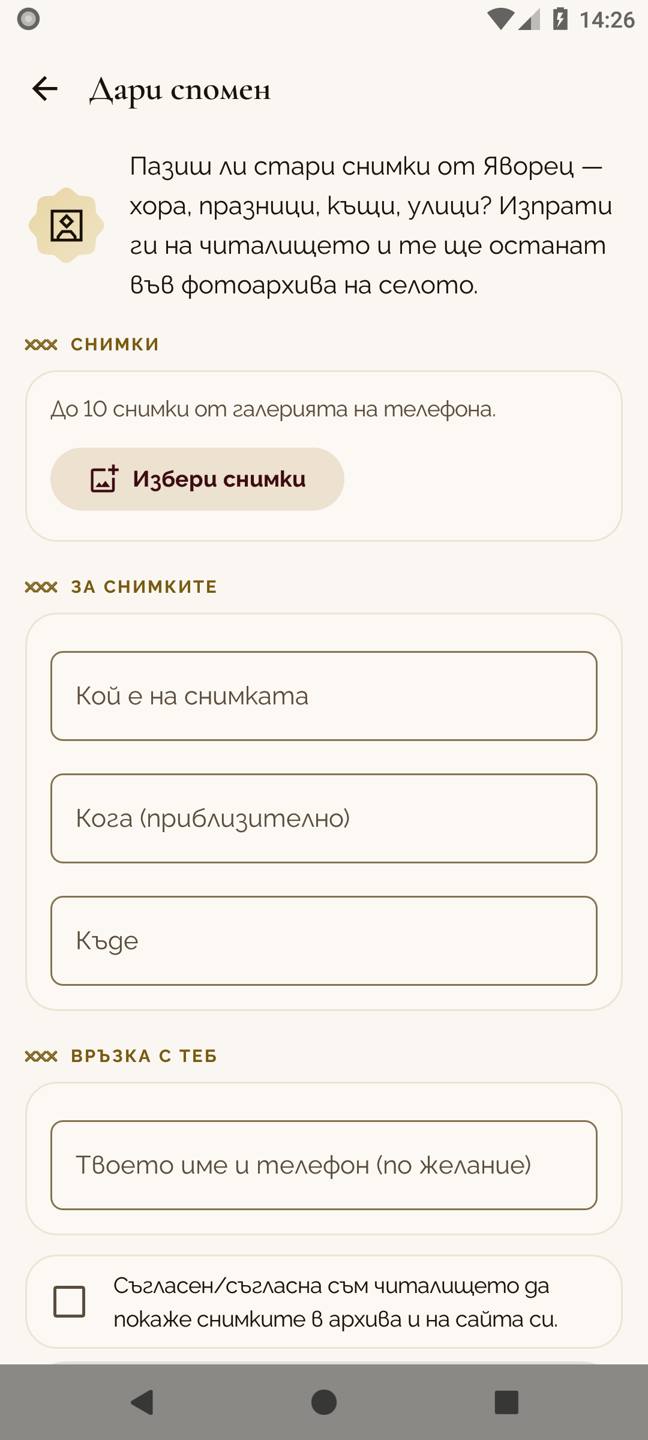 14:26
Дари спомен
Пазиш ли стари снимки от Яворец —
хора, празници, къщи, улици? Изпрати
ги на читалището и те ще останат
във фотоархива на селото.
СНИМКИ
До 10 снимки от галерията на телефона.
Избери снимки
ЗА СНИМКИТЕ
Кой е на снимката
Кога (приблизително)
Къде
ВРЪЗКА С ТЕБ
Твоето име и телефон (по желание)
Съгласен/съгласна съм читалището да
покаже снимките в архива и на сайта си.